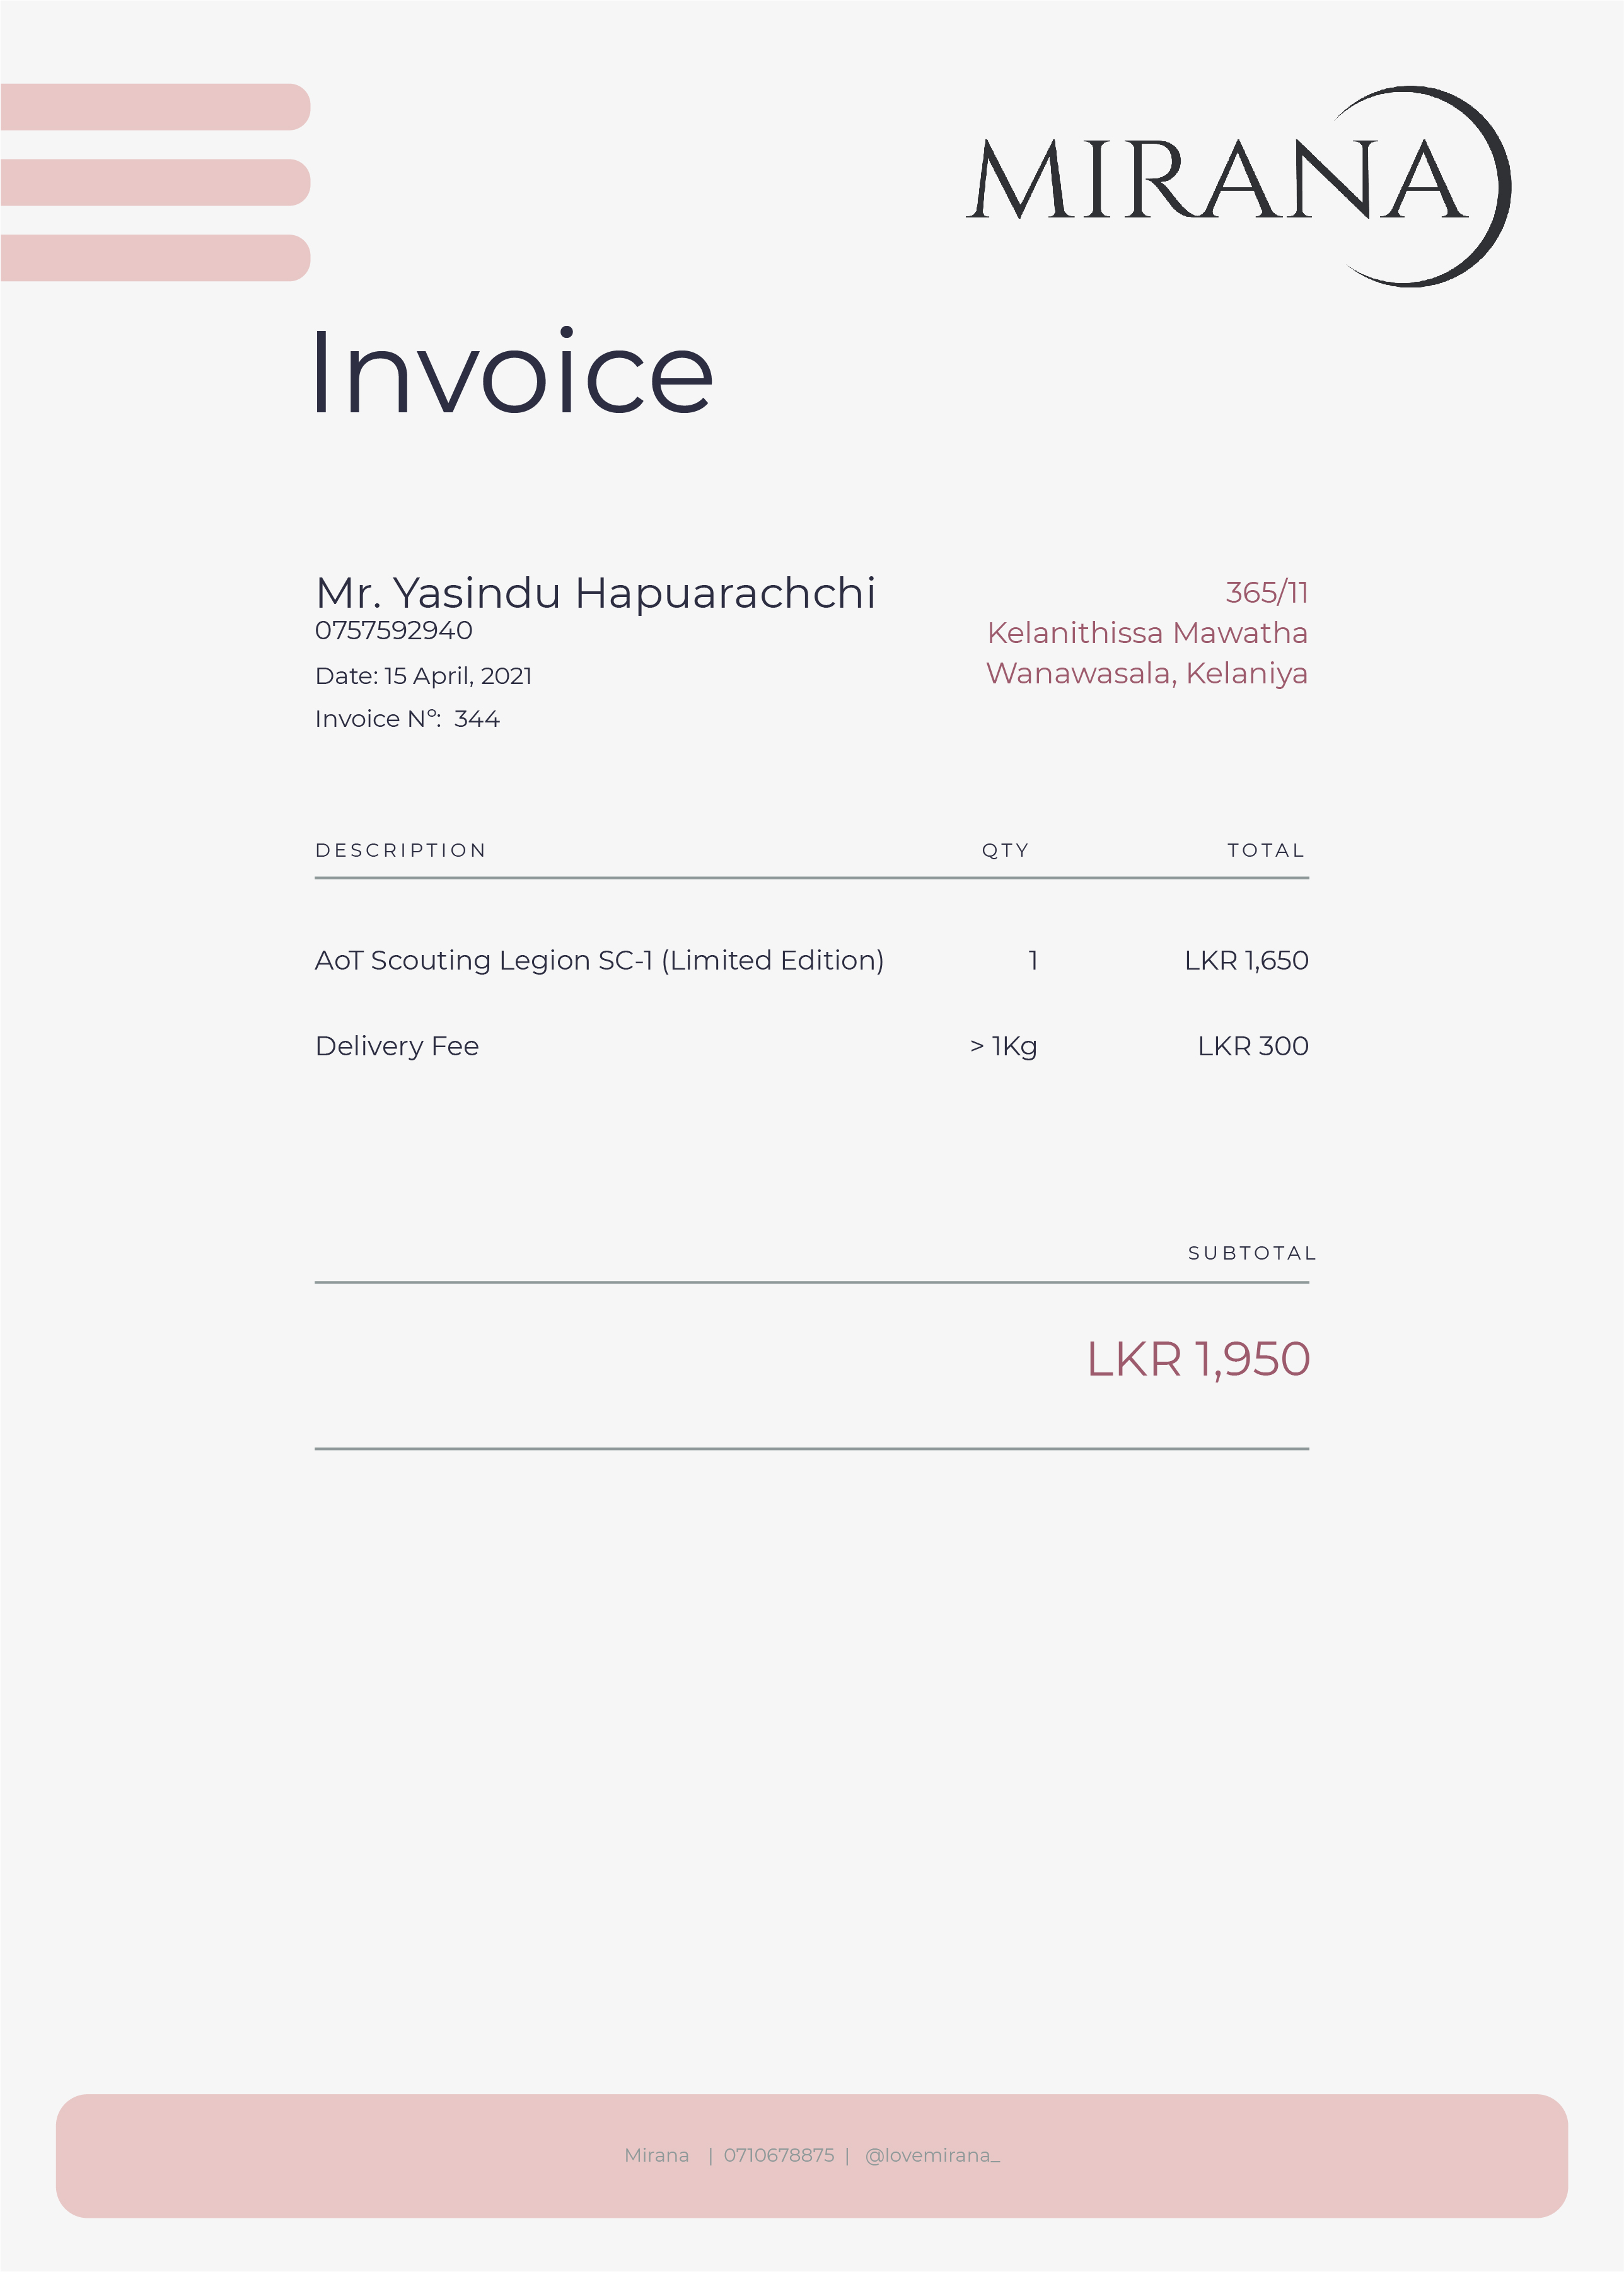 MIRANA
Invoice
Mr. Yasindu Hapuarachchi
0757592940
Date: 15 April, 2021
Invoice Nº: 344
365/11
Kelanithissa Mawatha
Wanawasala, Kelaniya
DESCRIPTION QTY TOTAL
AoT Scouting Legion SC-1 (Limited Edition) 1 LKR 1,650
Delivery Fee > 1Kg LKR 300
SUBTOTAL
LKR 1,950
Mirana | 0710678875 | @lovemirana_